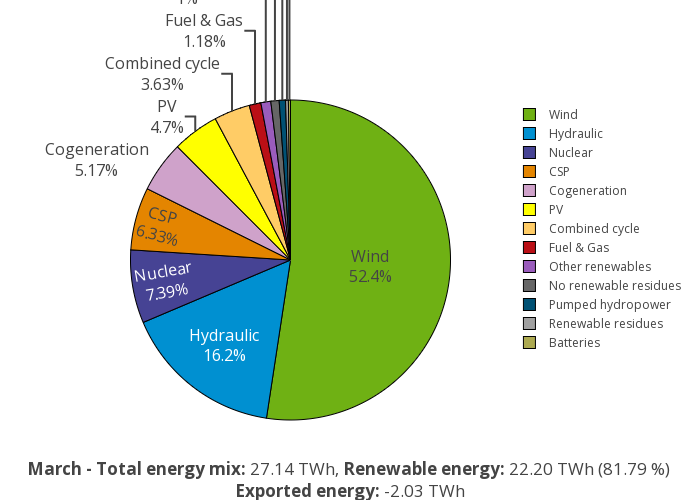 1%
Fuel & Gas
1.18%
Combined cycle
3.63%
PV
4.7%
Cogeneration
5.17%
CSP
6.33%
Nuclear
7.39%
Hydraulic
16.2%
Wind
52.4%
Wind
Hydraulic
Nuclear
CSP
Cogeneration
PV
Combined cycle
Fuel & Gas
Other renewables
No renewable residues
Pumped hydropower
Renewable residues
Batteries
March - Total energy mix: 27.14 TWh, Renewable energy: 22.20 TWh (81.79 %)
Exported energy: -2.03 TWh